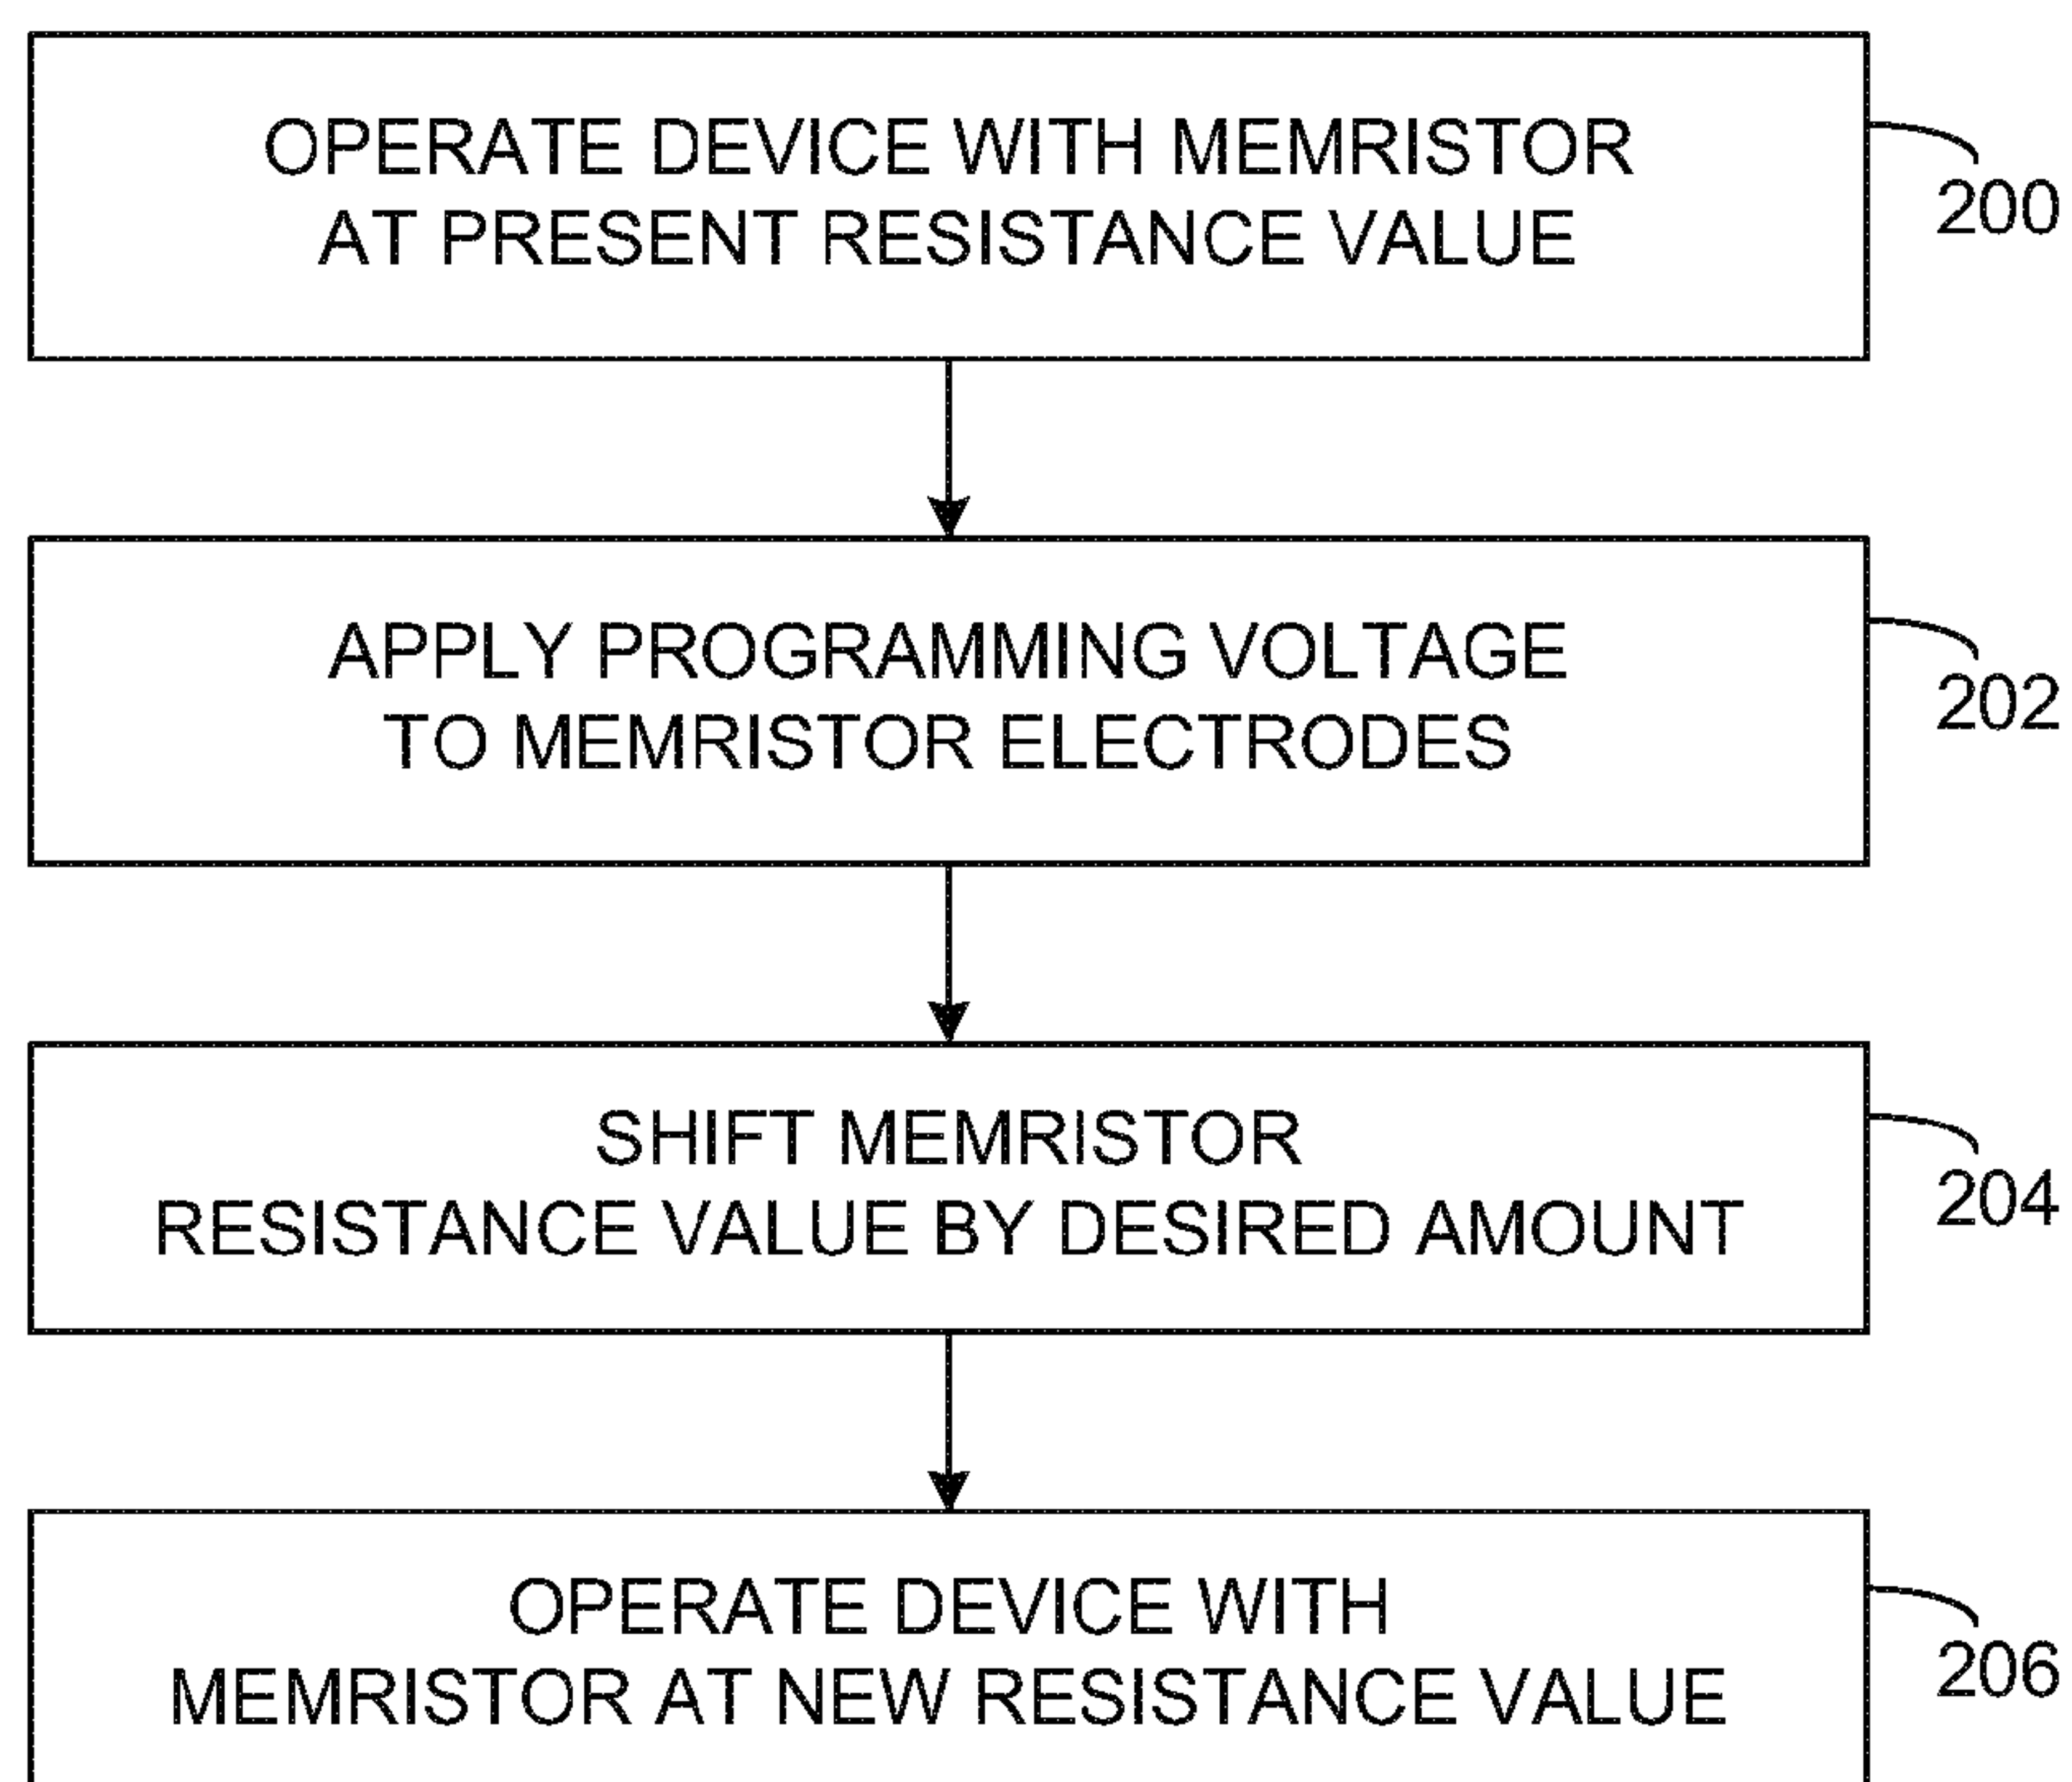 OPERATE DEVICE WITH MEMRISTOR
AT PRESENT RESISTANCE VALUE
200
APPLY PROGRAMMING VOLTAGE
TO MEMRISTOR ELECTRODES
202
SHIFT MEMRISTOR
RESISTANCE VALUE BY DESIRED AMOUNT
204
OPERATE DEVICE WITH
MEMRISTOR AT NEW RESISTANCE VALUE
206